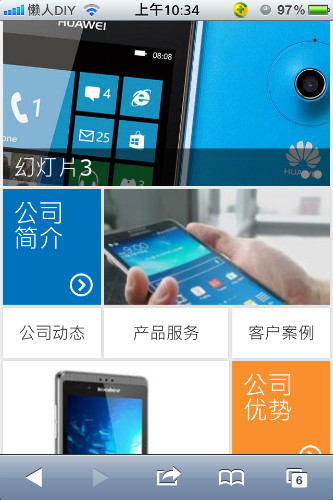 懒人DIY
上午10:34
97%
HUAWEI
08:08
1
4
Phone
25
幻灯片3
HUAWEI
公司
简介
公司动态
产品服务
客户案例
公司
优势
6